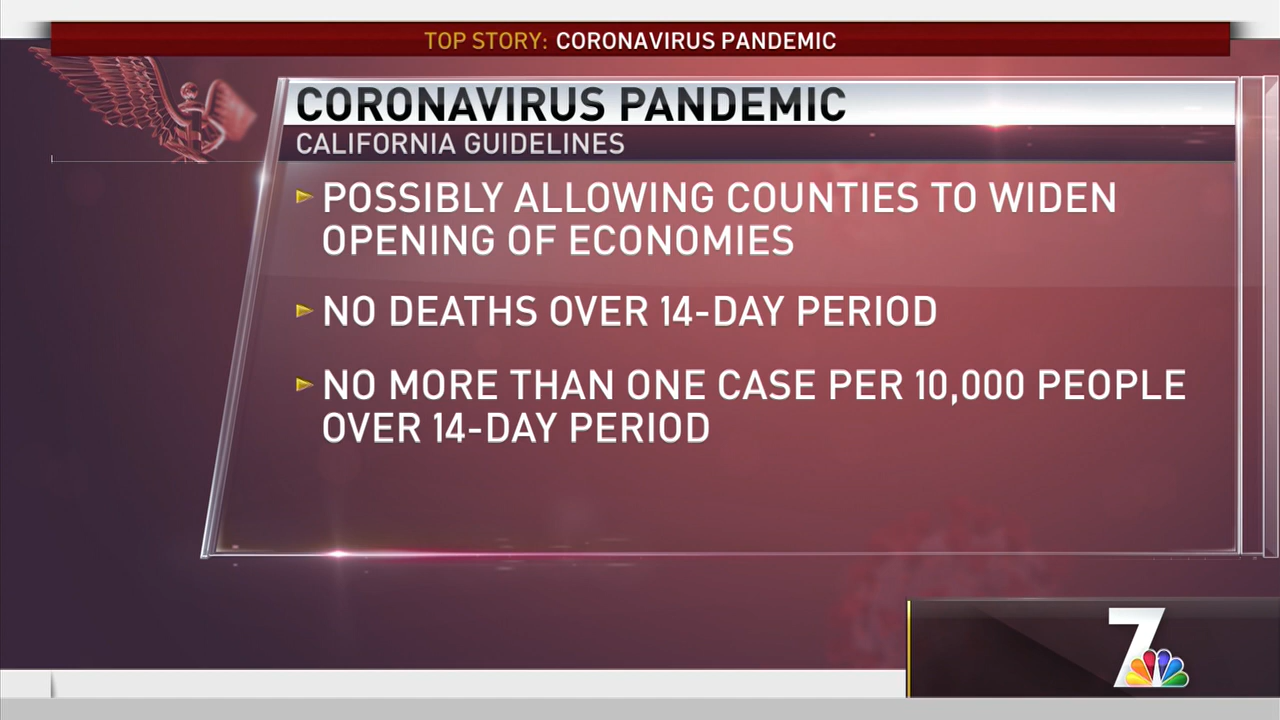 TOP STORY: CORONAVIRUS PANDEMIC
CORONAVIRUS PANDEMIC
CALIFORNIA GUIDELINES
POSSIBLY ALLOWING COUNTIES TO WIDEN
OPENING OF ECONOMIES
NO DEATHS OVER 14-DAY PERIOD
NO MORE THAN ONE CASE PER 10,000 PEOPLE
OVER 14-DAY PERIOD
7